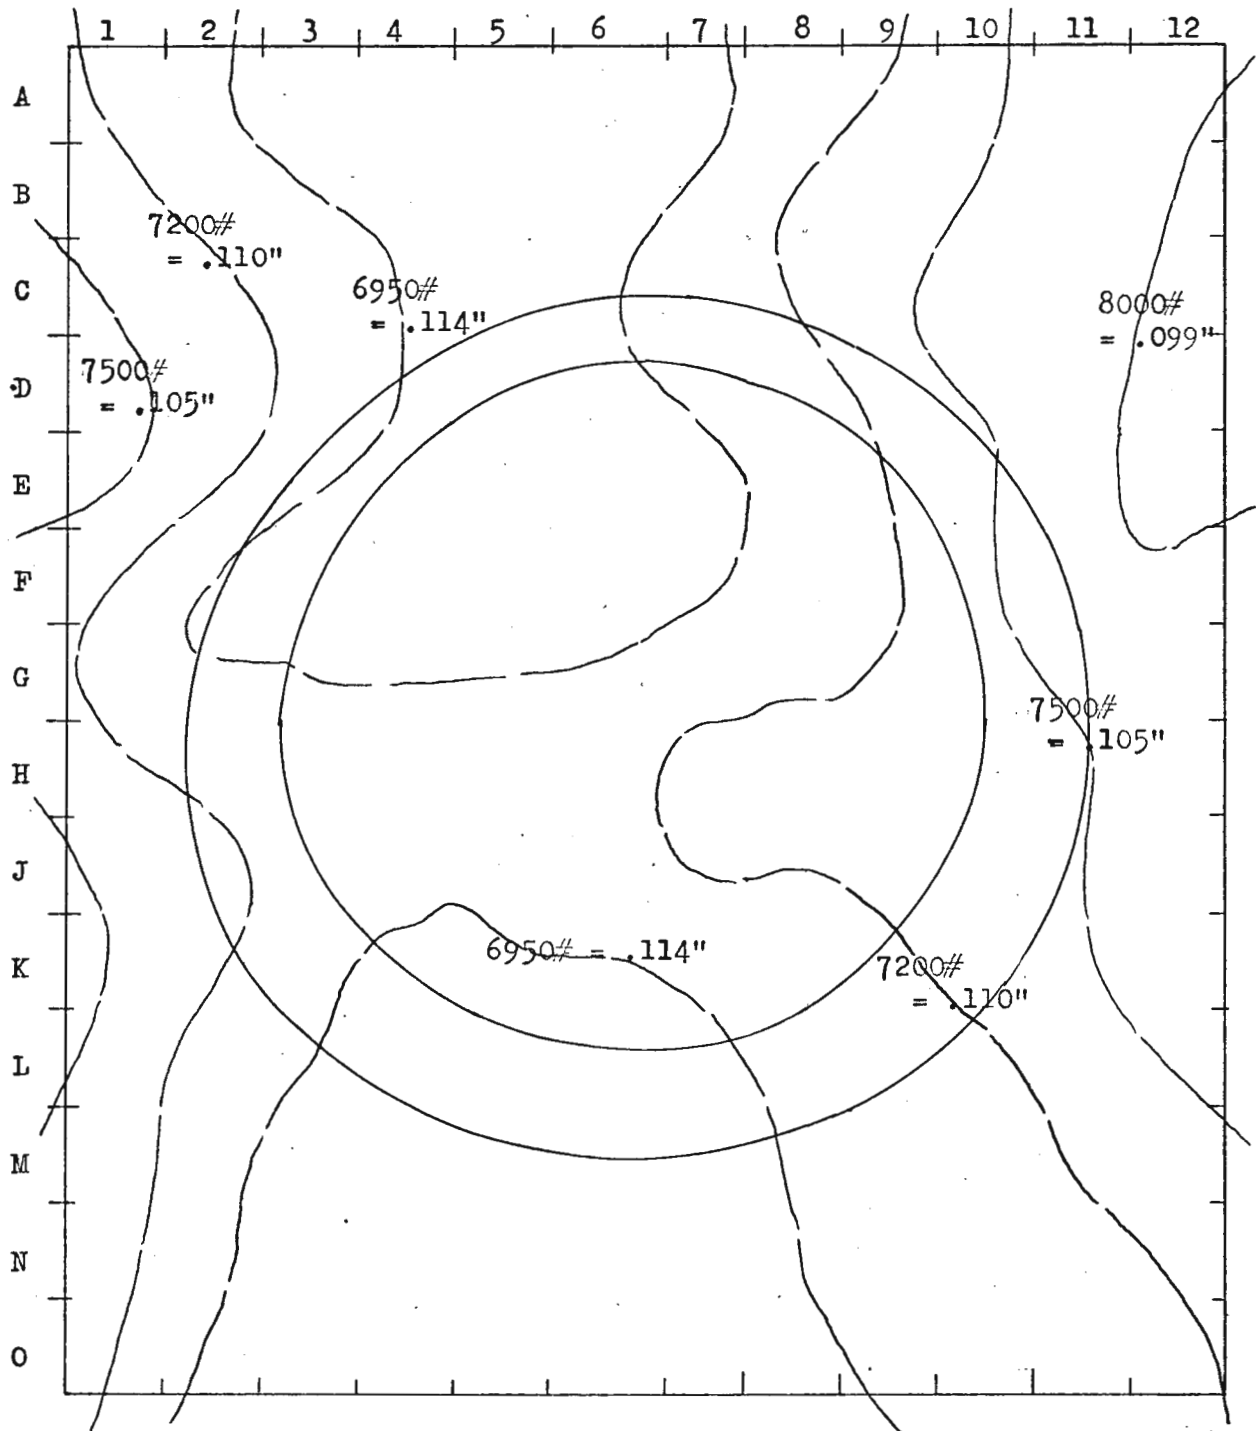 1 2 3 4 5 6 7 8 9 10 11 12
A
B
7200#
= .110"
C
6950#
= .114"
8000#
= .099"
D
7500#
= .105"
E
F
G
7500#
= .105"
H
J
K
6950# = .114"
7200#
= .110"
L
M
N
O